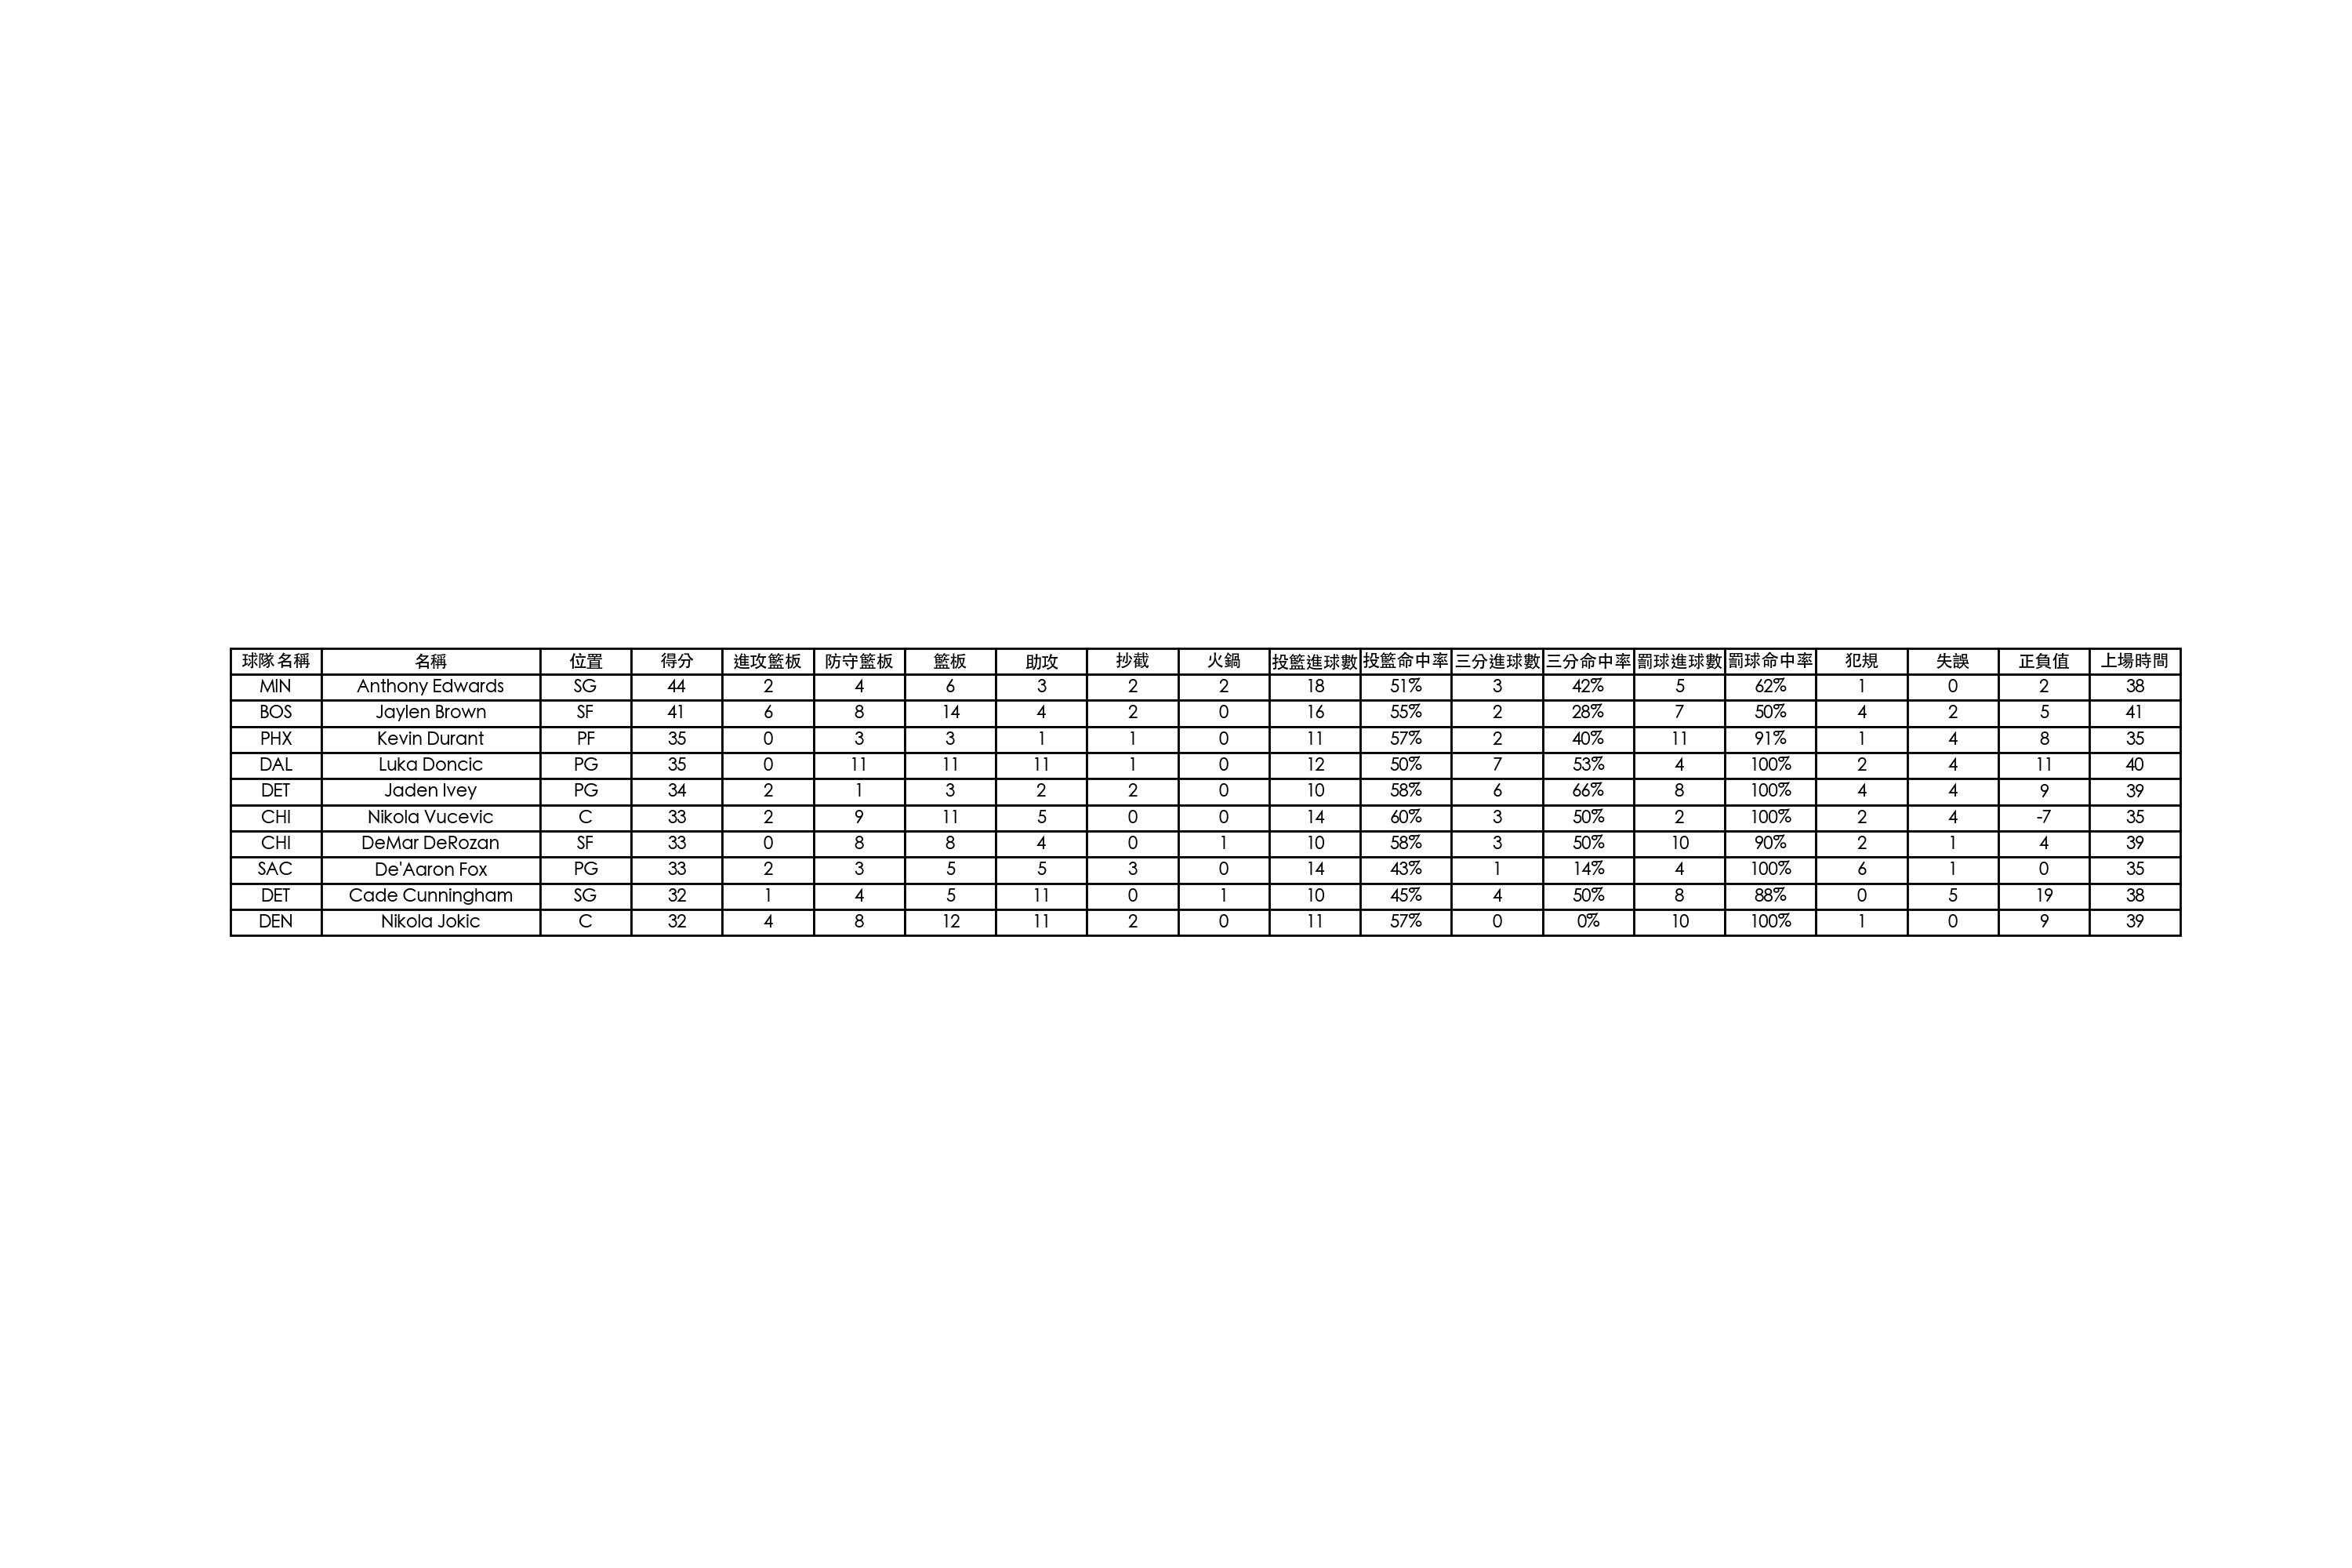 球隊名稱 名稱 位置 得分 進攻籃板 防守籃板 籃板 助攻 抄截 火鍋 投籃進球數 投籃命中率 三分進球數 三分命中率 罰球進球數 罰球命中率 犯規 失誤 正負值 上場時間
MIN Anthony Edwards SG 44 2 4 6 3 2 2 18 51% 3 42% 5 62% 1 0 2 38
BOS Jaylen Brown SF 41 6 8 14 4 2 0 16 55% 2 28% 7 50% 4 2 5 41
PHX Kevin Durant PF 35 0 3 3 1 1 0 11 57% 2 40% 11 91% 1 4 8 35
DAL Luka Doncic PG 35 0 11 11 11 1 0 12 50% 7 53% 4 100% 2 4 11 40
DET Jaden Ivey PG 34 2 1 3 2 2 0 10 58% 6 66% 8 100% 4 4 9 39
CHI Nikola Vucevic C 33 2 9 11 5 0 0 14 60% 3 50% 2 100% 2 4 -7 35
CHI DeMar DeRozan SF 33 0 8 8 4 0 1 10 58% 3 50% 10 90% 2 1 4 39
SAC De'Aaron Fox PG 33 2 3 5 5 3 0 14 43% 1 14% 4 100% 6 1 0 35
DET Cade Cunningham SG 32 1 4 5 11 0 1 10 45% 4 50% 8 88% 0 5 19 38
DEN Nikola Jokic C 32 4 8 12 11 2 0 11 57% 0 0% 10 100% 1 0 9 39